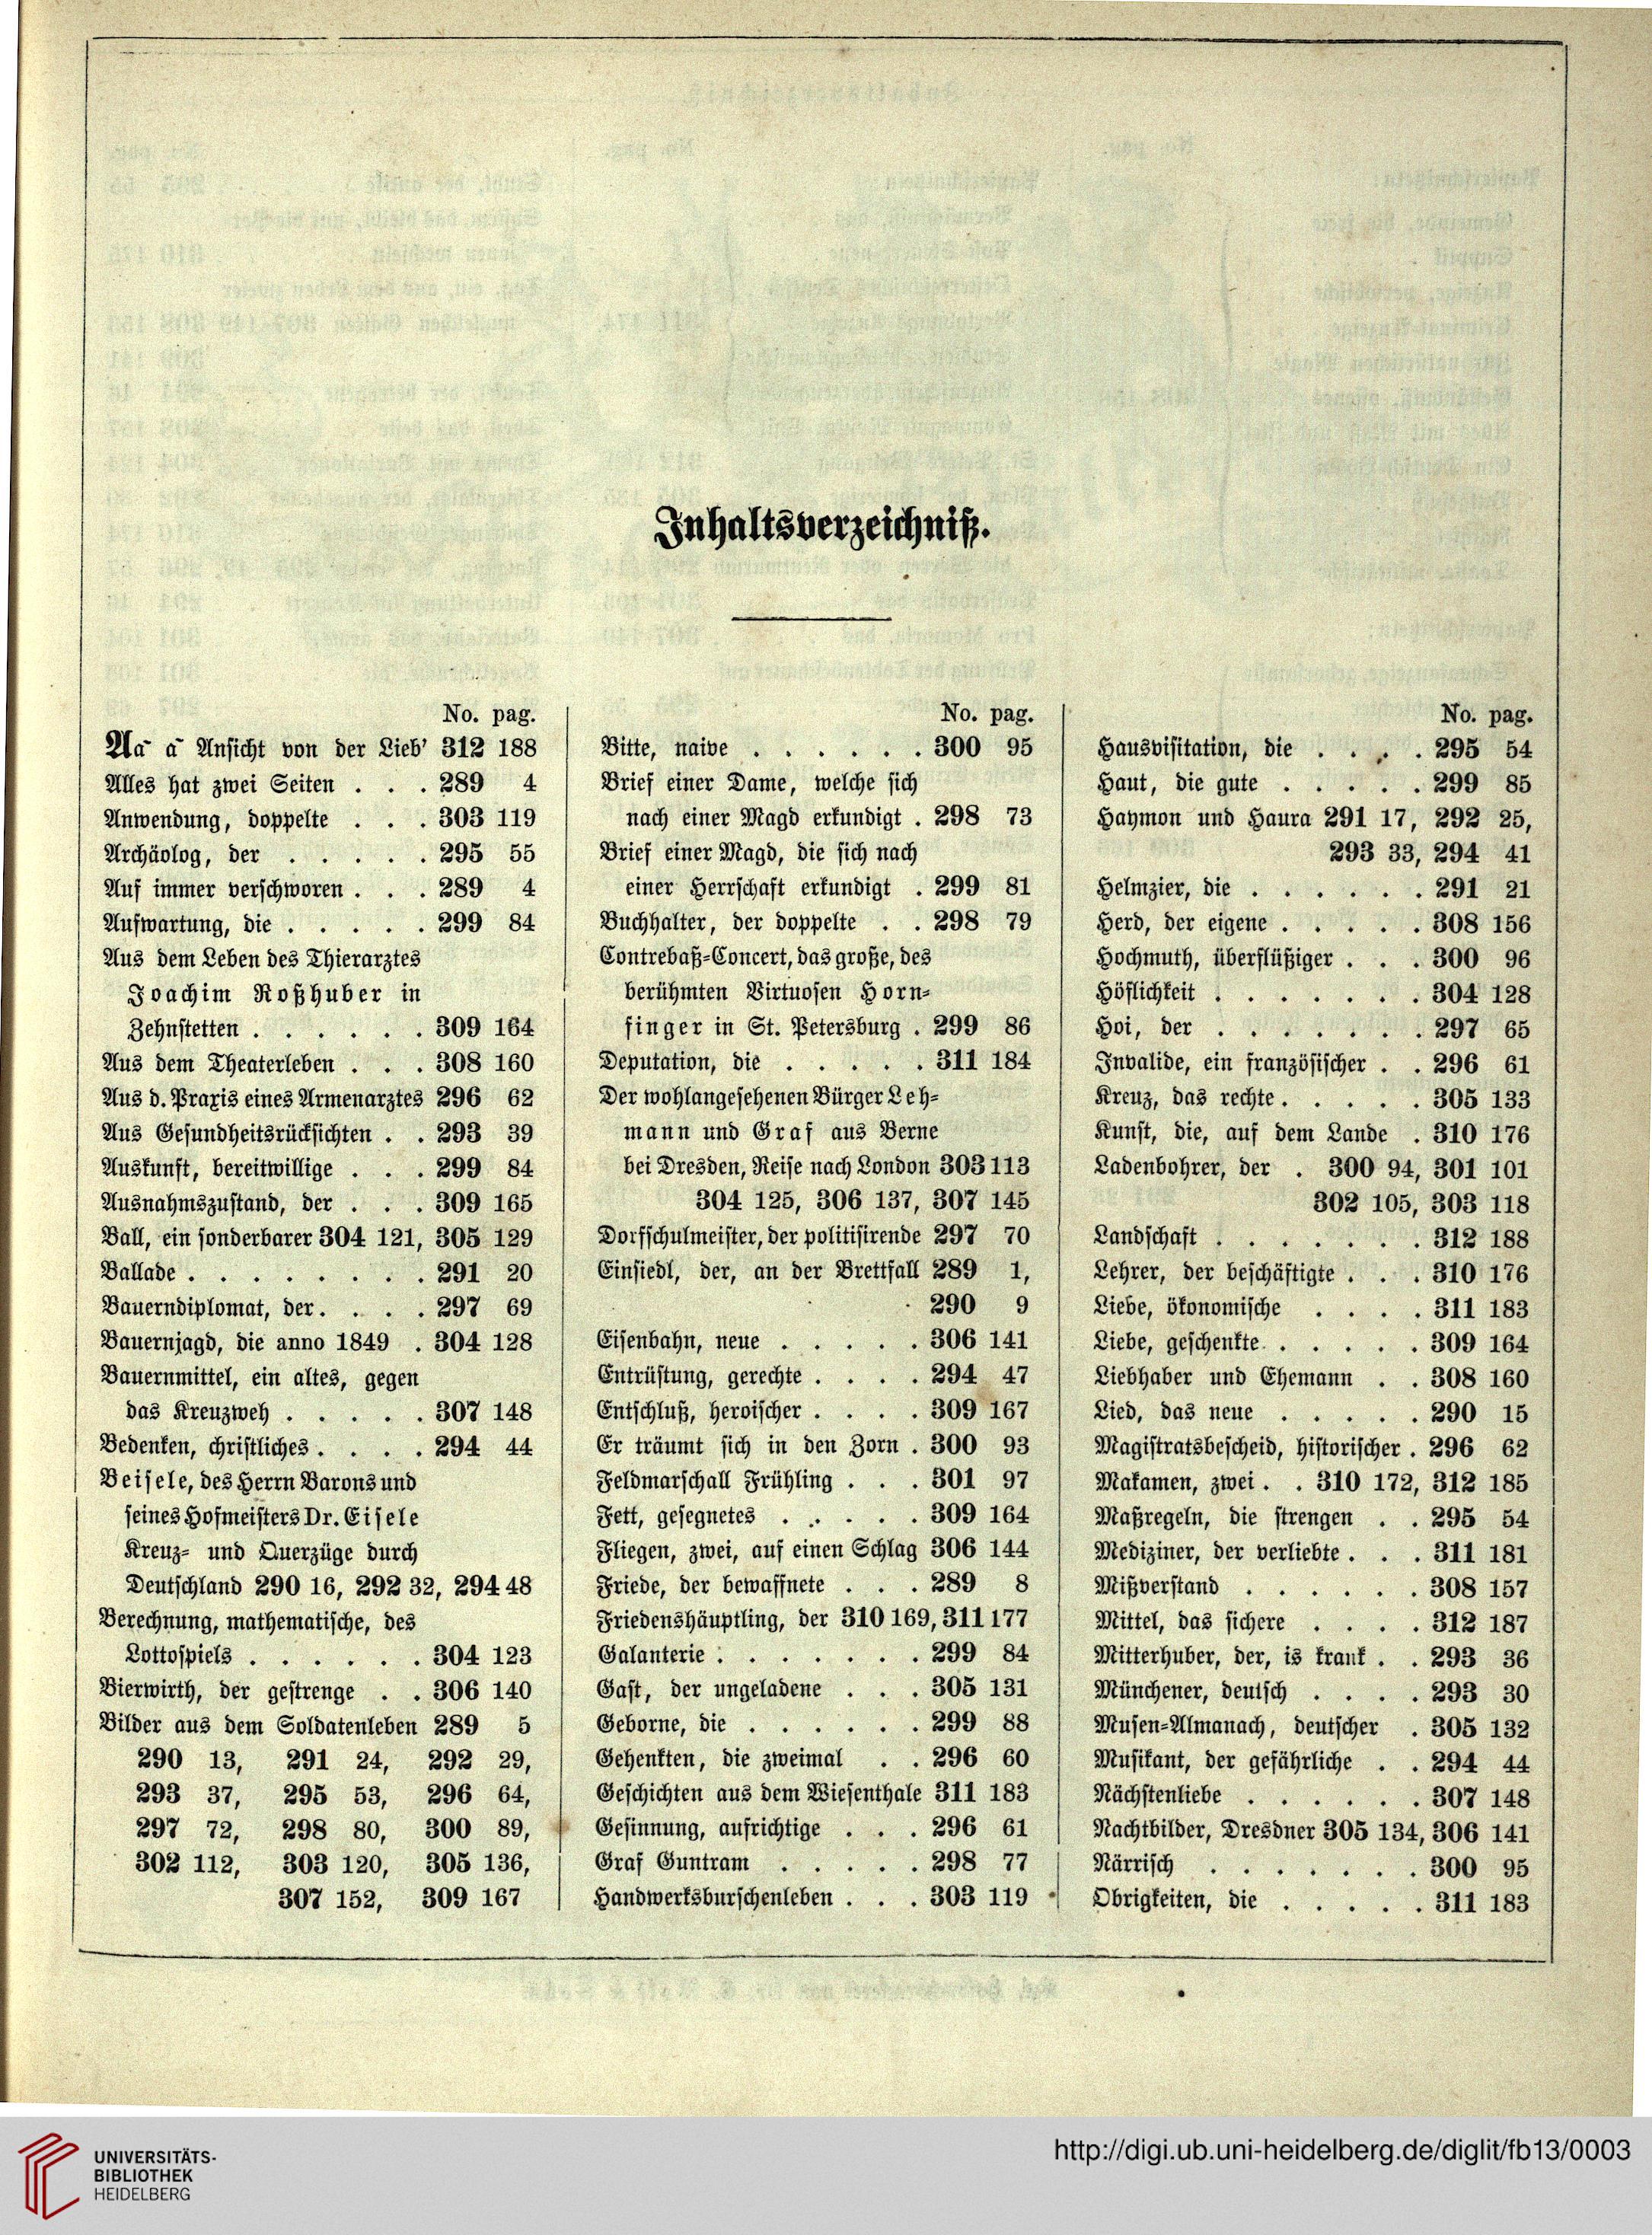 Inhaltsverzeichniß.
No. pag.
Aa a Ansicht von der Lieb' 312 188
Alles hat zwei Seiten . . . 289 4
Anwendung, doppelte . . . 303 119
Archäolog, der . . . . . 295 55
Auf immer verschworen . . . 289 4
Aufwartung, die . . . . . 299 84
Aus dem Leben des Thierarztes
Joachim Roßhuber in
Zehnstetten . . . . . . 309 164
Aus dem Theaterleben . . . 308 160
Aus d. Praxis eines Armenarztes 296 62
Aus Gesundheitsrücksichten . . 293 39
Auskunft, bereitwillige . . . 299 84
Ausnahmszustand, der . . . 309 165
Ball, ein sonderbarer 304 121, 305 129
Ballade . . . . . . . . 291 20
Bauerndiplomat, der . . . . 297 69
Bauernjagd, die anno 1849 . 304 128
Bauernmittel, ein altes, gegen
das Kreuzweh . . . . . 307 148
Bedenken, christliches . . . . 294 44
Beisele, des Herrn Barons und
seines Hofmeisters Dr. Eisele
Kreuz- und Querzüge durch
Deutschland 290 16, 292 32, 294 48
Berechnung, mathematische, des
Lottospiels . . . . . . 304 123
Bierwirth, der gestrenge . . 306 140
Bilder aus dem Soldatenleben 289 5
290 13, 291 24, 292 29,
293 37, 295 53, 296 64,
297 72, 298 80, 300 89,
302 112, 303 120, 305 136,
307 152, 309 167
No. pag.
Bitte, naive . . . . . . 300 95
Brief einer Dame, welche sich
nach einer Magd erkundigt . 298 73
Brief einer Magd, die sich nach
einer Herrschaft erkundigt . 299 81
Buchhalter, der doppelte . . 298 79
Contrebaß-Concert, das große, des
berühmten Virtuosen Horn-
finger in St. Petersburg . 299 86
Deputation, die . . . . . 311 184
Der wohlangesehenen Bürger Leh-
mann und Graf aus Berne
bei Dresden, Reise nach London 303 113
304 125, 306 137, 307 145
Dorfschulmeister, der politisirende 297 70
Einsiedl, der, an der Brettfall 289 1,
290 9
Eisenbahn, neue . . . . . 306 141
Entrüstung, gerechte . . . . 294 47
Entschluß, heroischer . . . . 309 167
Er träumt sich in den Zorn . 300 93
Feldmarschall Frühling . . . 301 97
Fett, gesegnetes . . . . . 309 164
Fliegen, zwei, auf einen Schlag 306 144
Friede, der bewaffnete . . . 289 8
Friedenshäuptling, der 310 169, 311 177
Galanterie . . . . . . . 299 84
Gast, der ungeladene . . . 305 131
Geborne, die . . . . . . 299 88
Gehenkten, die zweimal . . 296 60
Geschichten aus dem Wiesenthale 311 183
Gesinnung, aufrichtige . . . 296 61
Graf Guntram . . . . . 298 77
Handwerksburschenleben . . . 303 119
No. pag.
Hausvisitation, die . . . . 295 54
Haut, die gute . . . . . 299 85
Haymon und Haura 291 17, 292 25,
293 33, 294 41
Helmzier, die . . . . . . 291 21
Herd, der eigene . . . . . 308 156
Hochmuth, überflüßiger . . . 300 96
Höflichkeit . . . . . . . 304 128
Hoi, der . . . . . . . 297 65
Invalide, ein französischer . . 296 61
Kreuz, das rechte . . . . . 305 133
Kunst, die, auf dem Lande . 310 176
Ladenbohrer, der . 300 94, 301 101
302 105, 303 118
Landschaft . . . . . . . 312 188
Lehrer, der beschäftigte . . . 310 176
Liebe, ökonomische . . . . 311 183
Liebe, geschenkte . . . . . 309 164
Liebhaber und Ehemann . . 308 160
Lied, das neue . . . . . 290 15
Magistratsbescheid, historischer . 296 62
Makamen, zwei . . 310 172, 312 185
Maßregeln, die strengen . . 295 54
Mediziner, der verliebte . . . 311 181
Mißverstand . . . . . . 308 157
Mittel, das sichere . . . . 312 187
Mitterhuber, der, is krank . . 293 36
Münchener, deutsch . . . . 293 30
Musen-Almanach, deutscher . 305 132
Musikant, der gefährliche . . 294 44
Nächstenliebe . . . . . . 307 148
Nachtbilder, Dresdner 305 134, 306 141
Närrisch . . . . . . . 300 95
Obrigkeiten, die . . . . . 311 183
UNIVERSITÄTS-
BIBLIOTHEK
HEIDELBERG
http://digi.ub.uni-heidelberg.de/diglit/fb13/0003